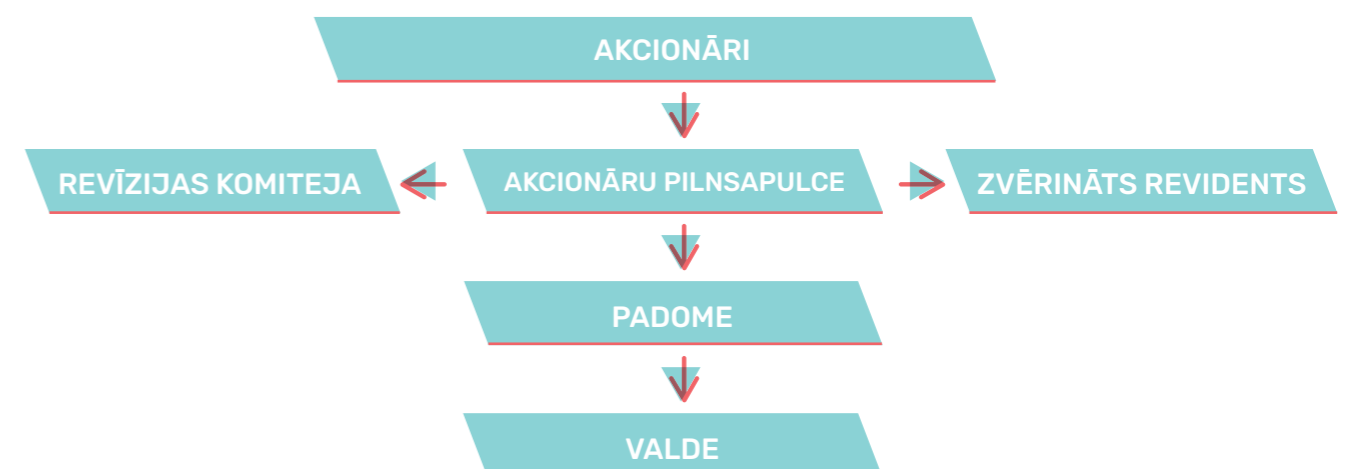 AKCIONĀRI
REVĪZIJAS KOMITEJA
AKCIONĀRU PILNSAPULCE
ZVĒRINĀTS REVIDENTS
PADOME
VALDE